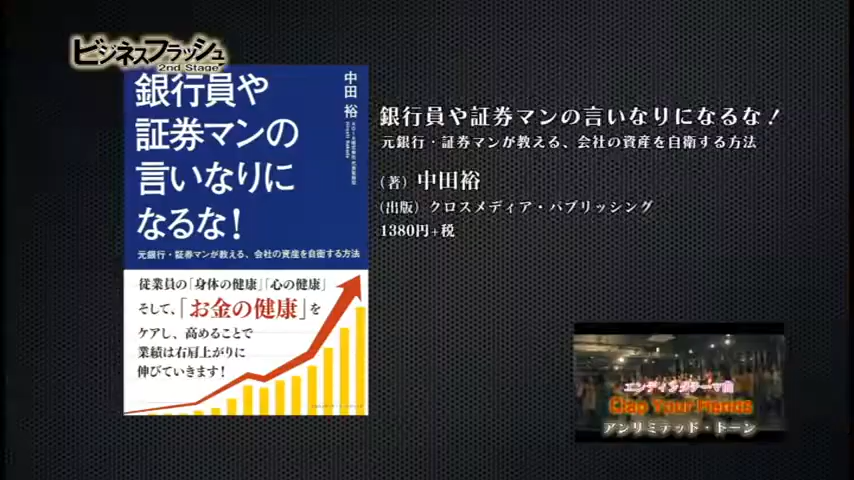 ビジネスフラッシュ
2nd Stage
銀行員や
証券マンの
言いなりに
なるな!
中田 裕
元銀行・証券マンが教える、会社の資産を自衛する方法
従業員の「身体の健康」「心の健康」
そして、「お金の健康」を
ケアし、高めることで
業績は右肩上がりに
伸びていきます!
銀行員や証券マンの言いなりになるな!
元銀行・証券マンが教える、会社の資産を自衛する方法
(著) 中田裕
(出版) クロスメディア・パブリッシング
1380円+税
エンディングテーマ曲
Clap Your Hands
アンリミテッド・トーン